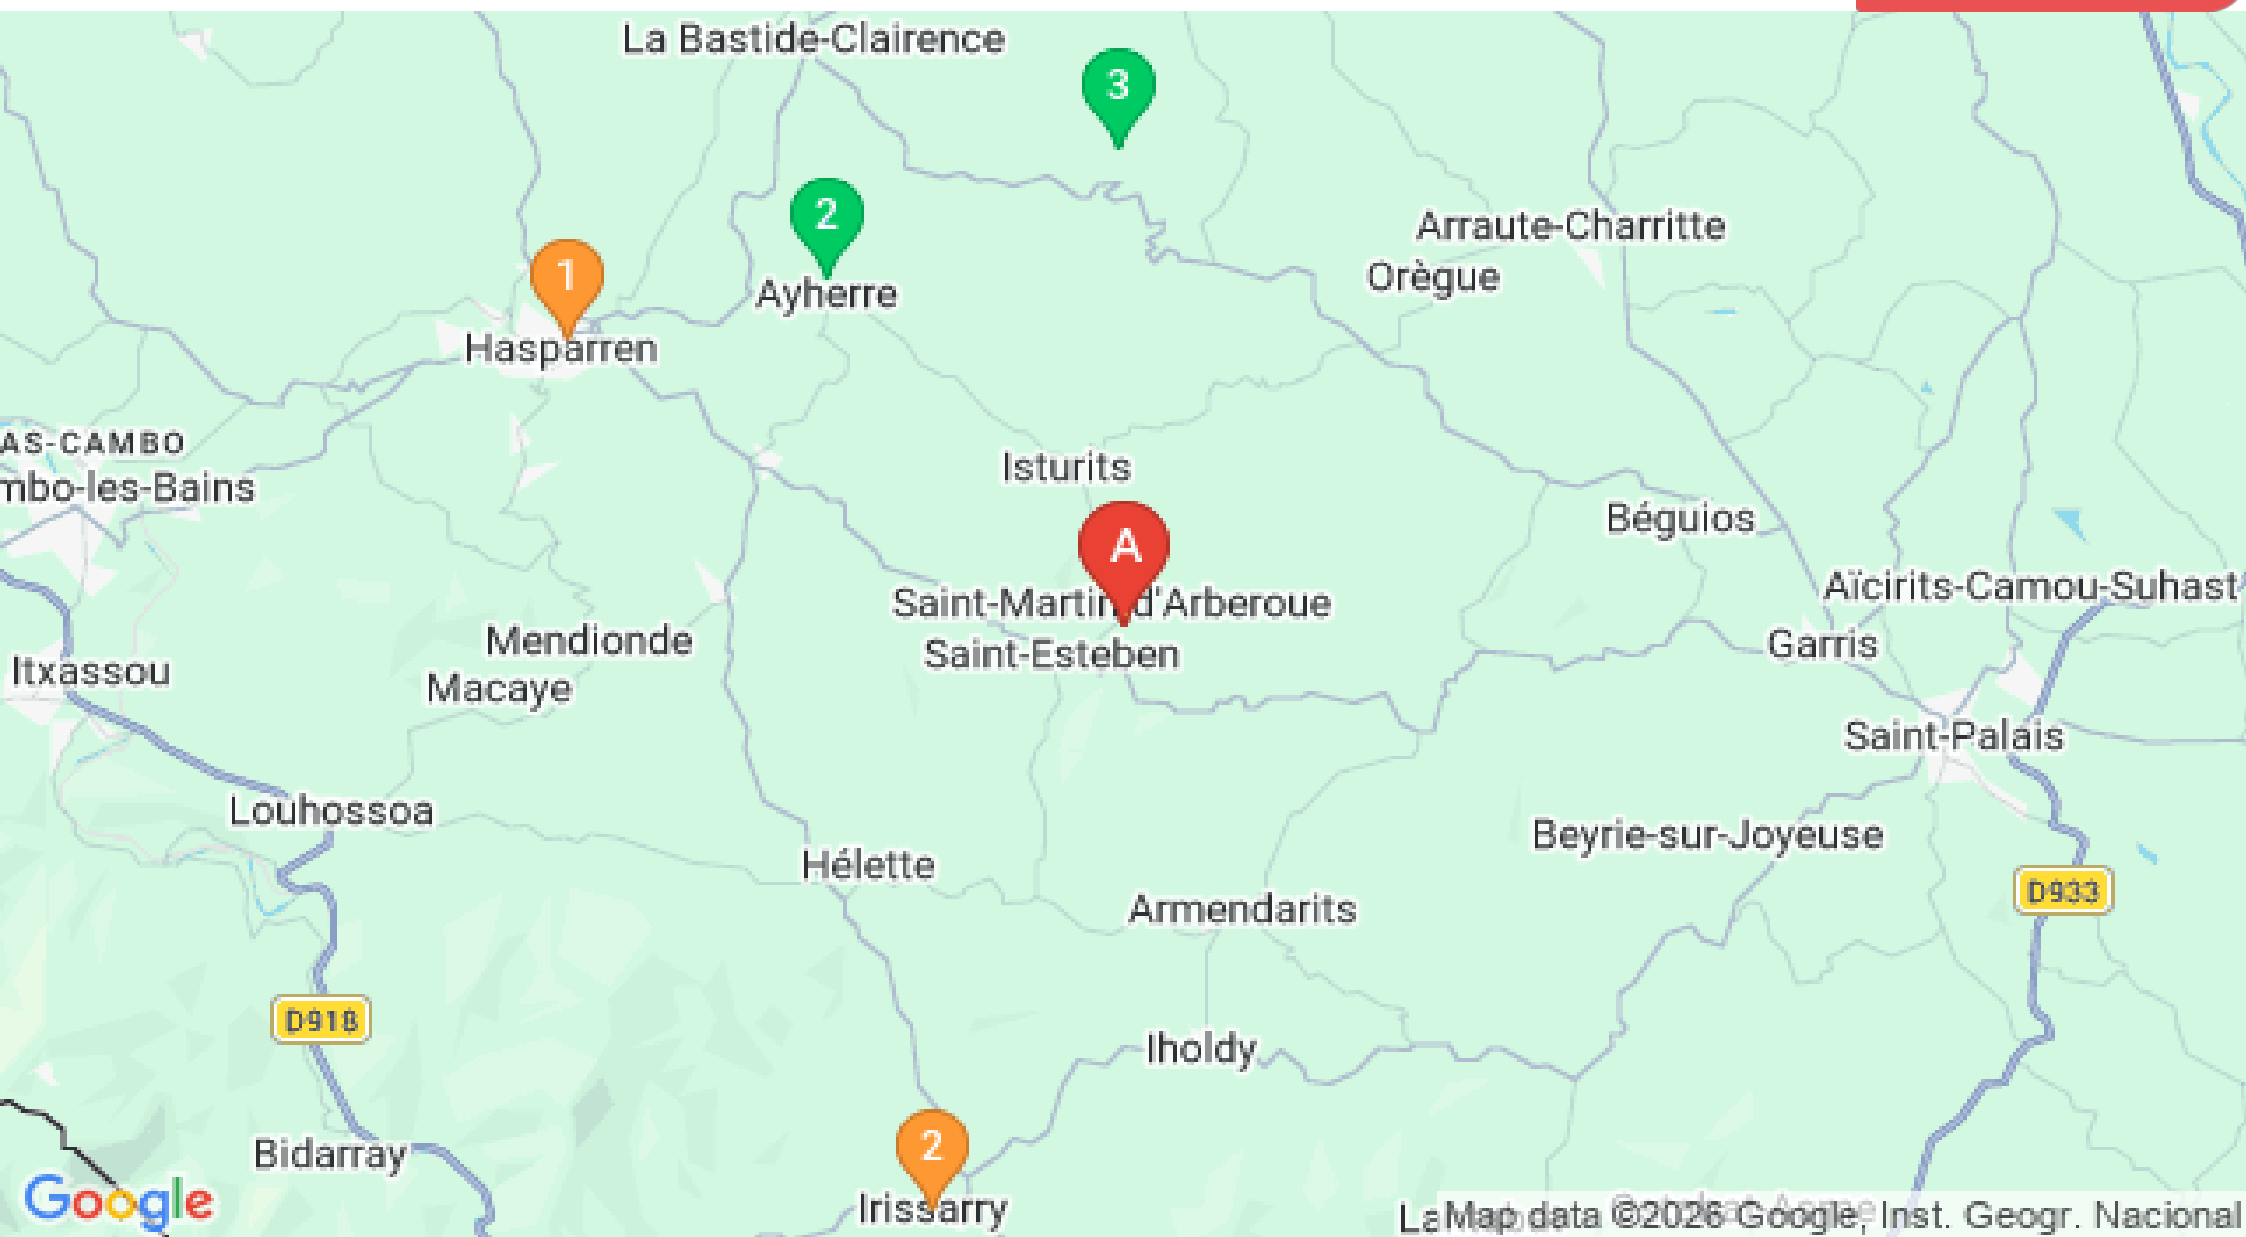 La Bastide-Clairence
3
2
Arraute-Charritte
1
Orègue
Ayherre
Hasparren
AS-CAMBO
Isturits
mbo-les-Bains
Béguios
A
Aïcirits-Camou-Suhast
Saint-Martin d'Arberoue
Mendionde
Garris
Saint-Esteben
Itxassou
Macaye
Saint-Palais
Louhossoa
Beyrie-sur-Joyeuse
Hélette
D933
Armendarits
D918
Iholdy
2
Bidarray
Google
Irissarry
La
Map data ©2026 Google, Inst. Geogr. Nacional